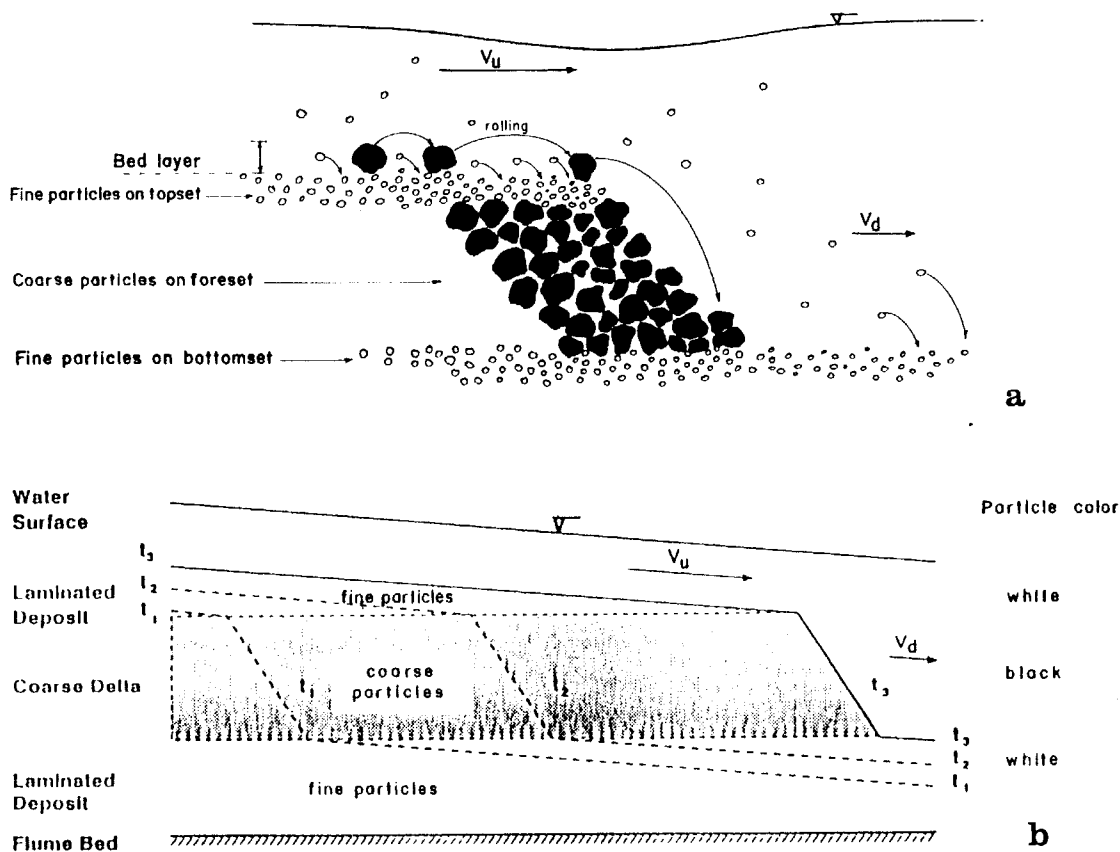 Vu
rolling
Bed layer
Fine particles on topset
Vd
Coarse particles on foreset
Fine particles on bottomset
a
Water
Surface
Particle color
t3
Vu
t2
Laminated
Deposit
fine particles
white
t1
Vd
Coarse Delta
t1
coarse
particles
t2
t3
black
t3
t2
white
t1
Laminated
Deposit
fine particles
Flume Bed
b